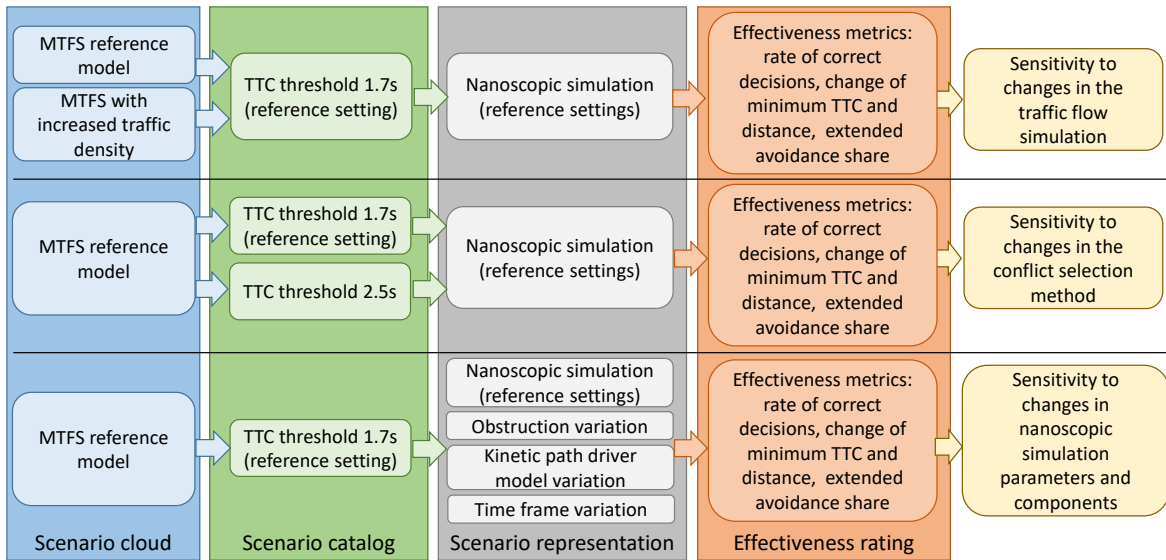 MTFS reference
model
MTFS with
increased traffic
density
TTC threshold 1.7s
(reference setting)
Nanoscopic simulation
(reference settings)
Effectiveness metrics:
rate of correct
decisions, change of
minimum TTC and
distance, extended
avoidance share
Sensitivity to
changes in the
traffic flow
simulation
MTFS reference
model
TTC threshold 1.7s
(reference setting)
TTC threshold 2.5s
Nanoscopic simulation
(reference settings)
Effectiveness metrics:
rate of correct
decisions, change of
minimum TTC and
distance, extended
avoidance share
Sensitivity to
changes in the
conflict selection
method
MTFS reference
model
TTC threshold 1.7s
(reference setting)
Nanoscopic simulation
(reference settings)
Obstruction variation
Kinetic path driver
model variation
Time frame variation
Effectiveness metrics:
rate of correct
decisions, change of
minimum TTC and
distance, extended
avoidance share
Sensitivity to
changes in
nanoscopic
simulation
parameters and
components
Scenario cloud
Scenario catalog
Scenario representation
Effectiveness rating